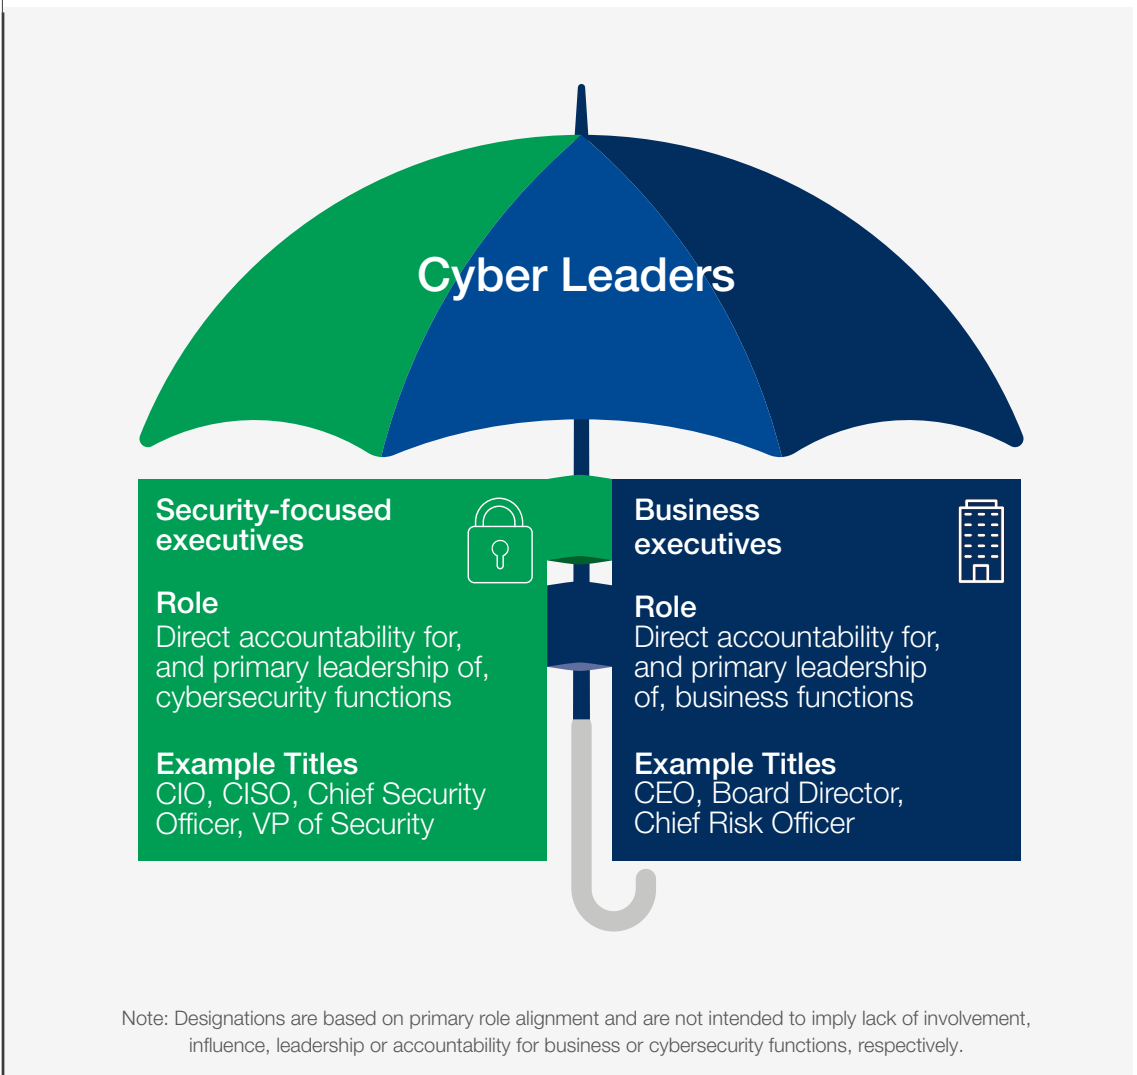 Cyber Leaders
Security-focused
executives
Role
Direct accountability for,
and primary leadership of,
cybersecurity functions
Example Titles
CIO, CISO, Chief Security
Officer, VP of Security
Business
executives
Role
Direct accountability for,
and primary leadership
of, business functions
Example Titles
CEO, Board Director,
Chief Risk Officer
Note: Designations are based on primary role alignment and are not intended to imply lack of involvement,
influence, leadership or accountability for business or cybersecurity functions, respectively.